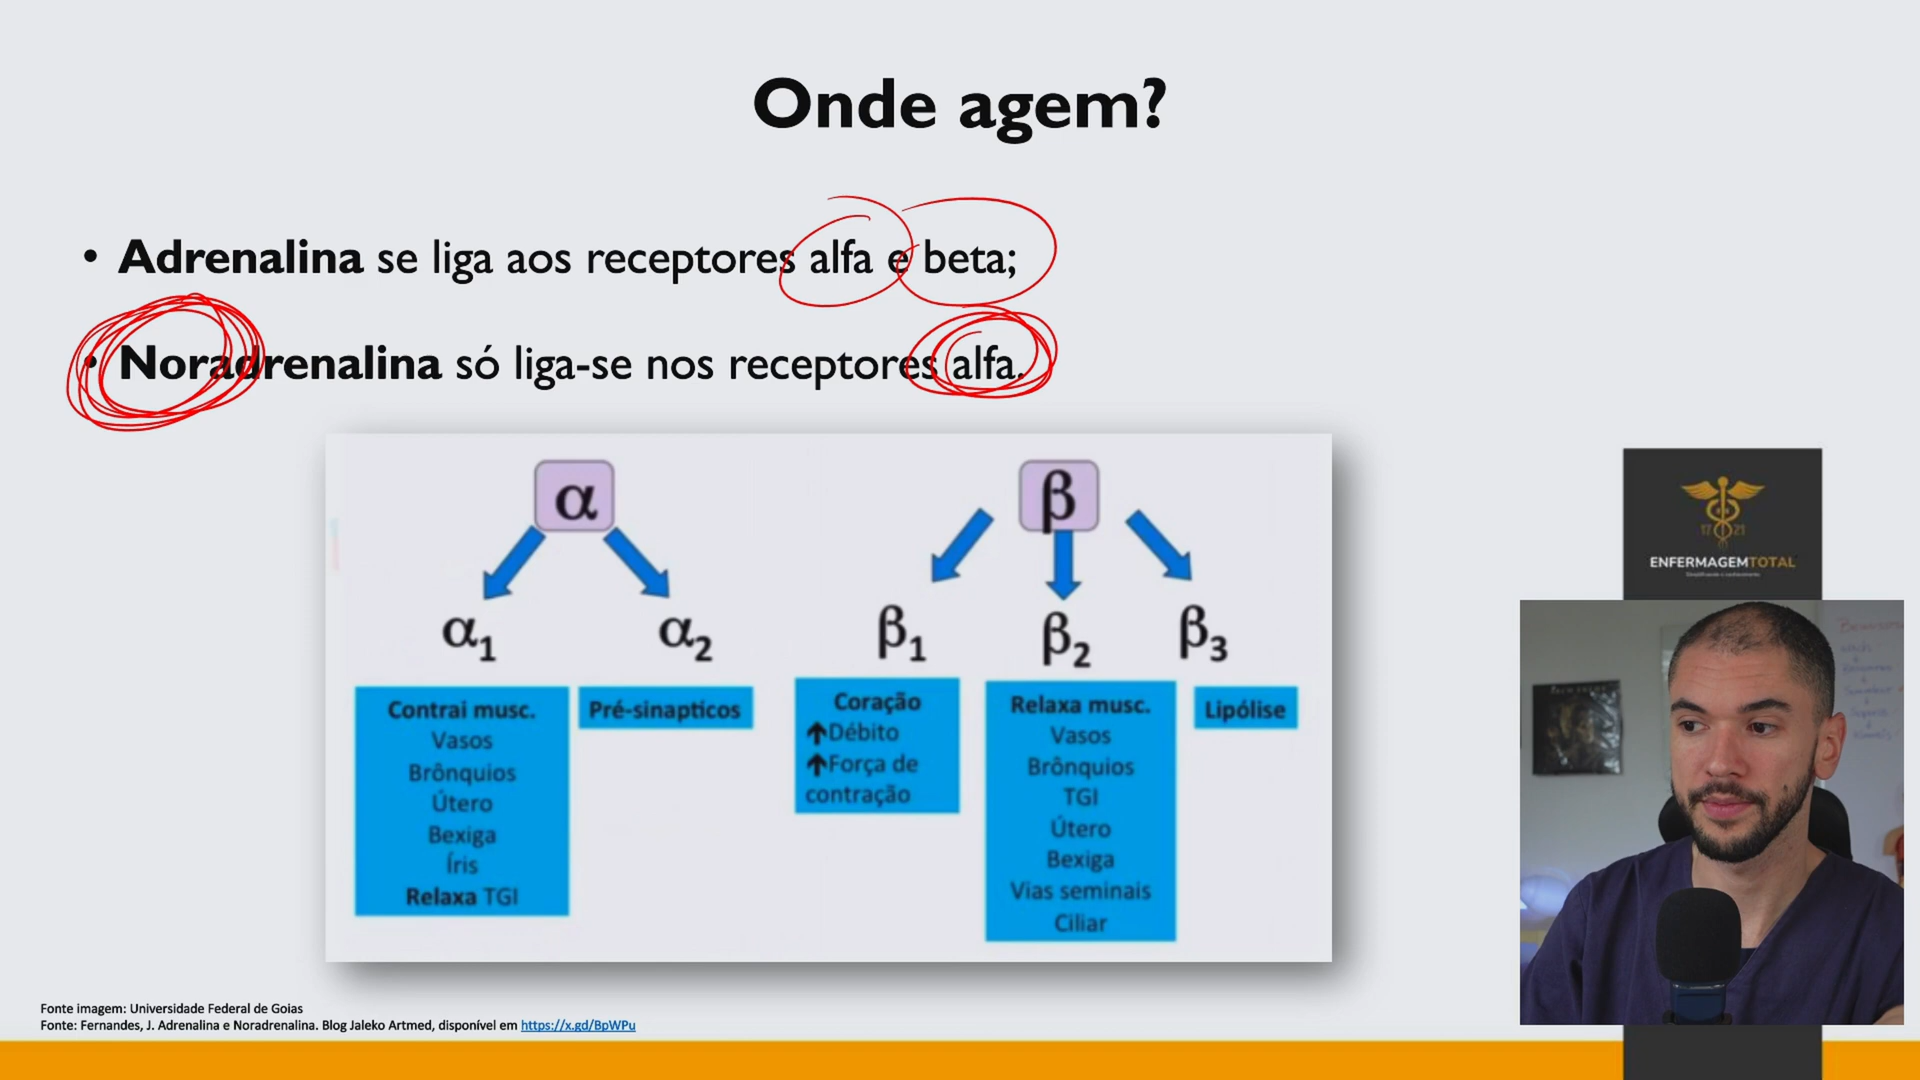 Onde agem?
• Adrenalina se liga aos receptores alfa e beta;
• Noradrenalina só liga-se nos receptores alfa.
α
β
α1
α2
β1
β2
β3
Contrai musc.
Vasos
Brônquios
Útero
Bexiga
Íris
Relaxa TGI
Pré-sinapticos
Coração
↑Débito
↑Força de
contração
Relaxa musc.
Vasos
Brônquios
TGI
Útero
Bexiga
Vias seminais
Ciliar
Lipólise
17 21
ENFERMAGEMTOTAL
Fonte imagem: Universidade Federal de Goias
Fonte: Fernandes, J. Adrenalina e Noradrenalina. Blog Jaleko Artmed, disponível em https://x.gd/BpWPu